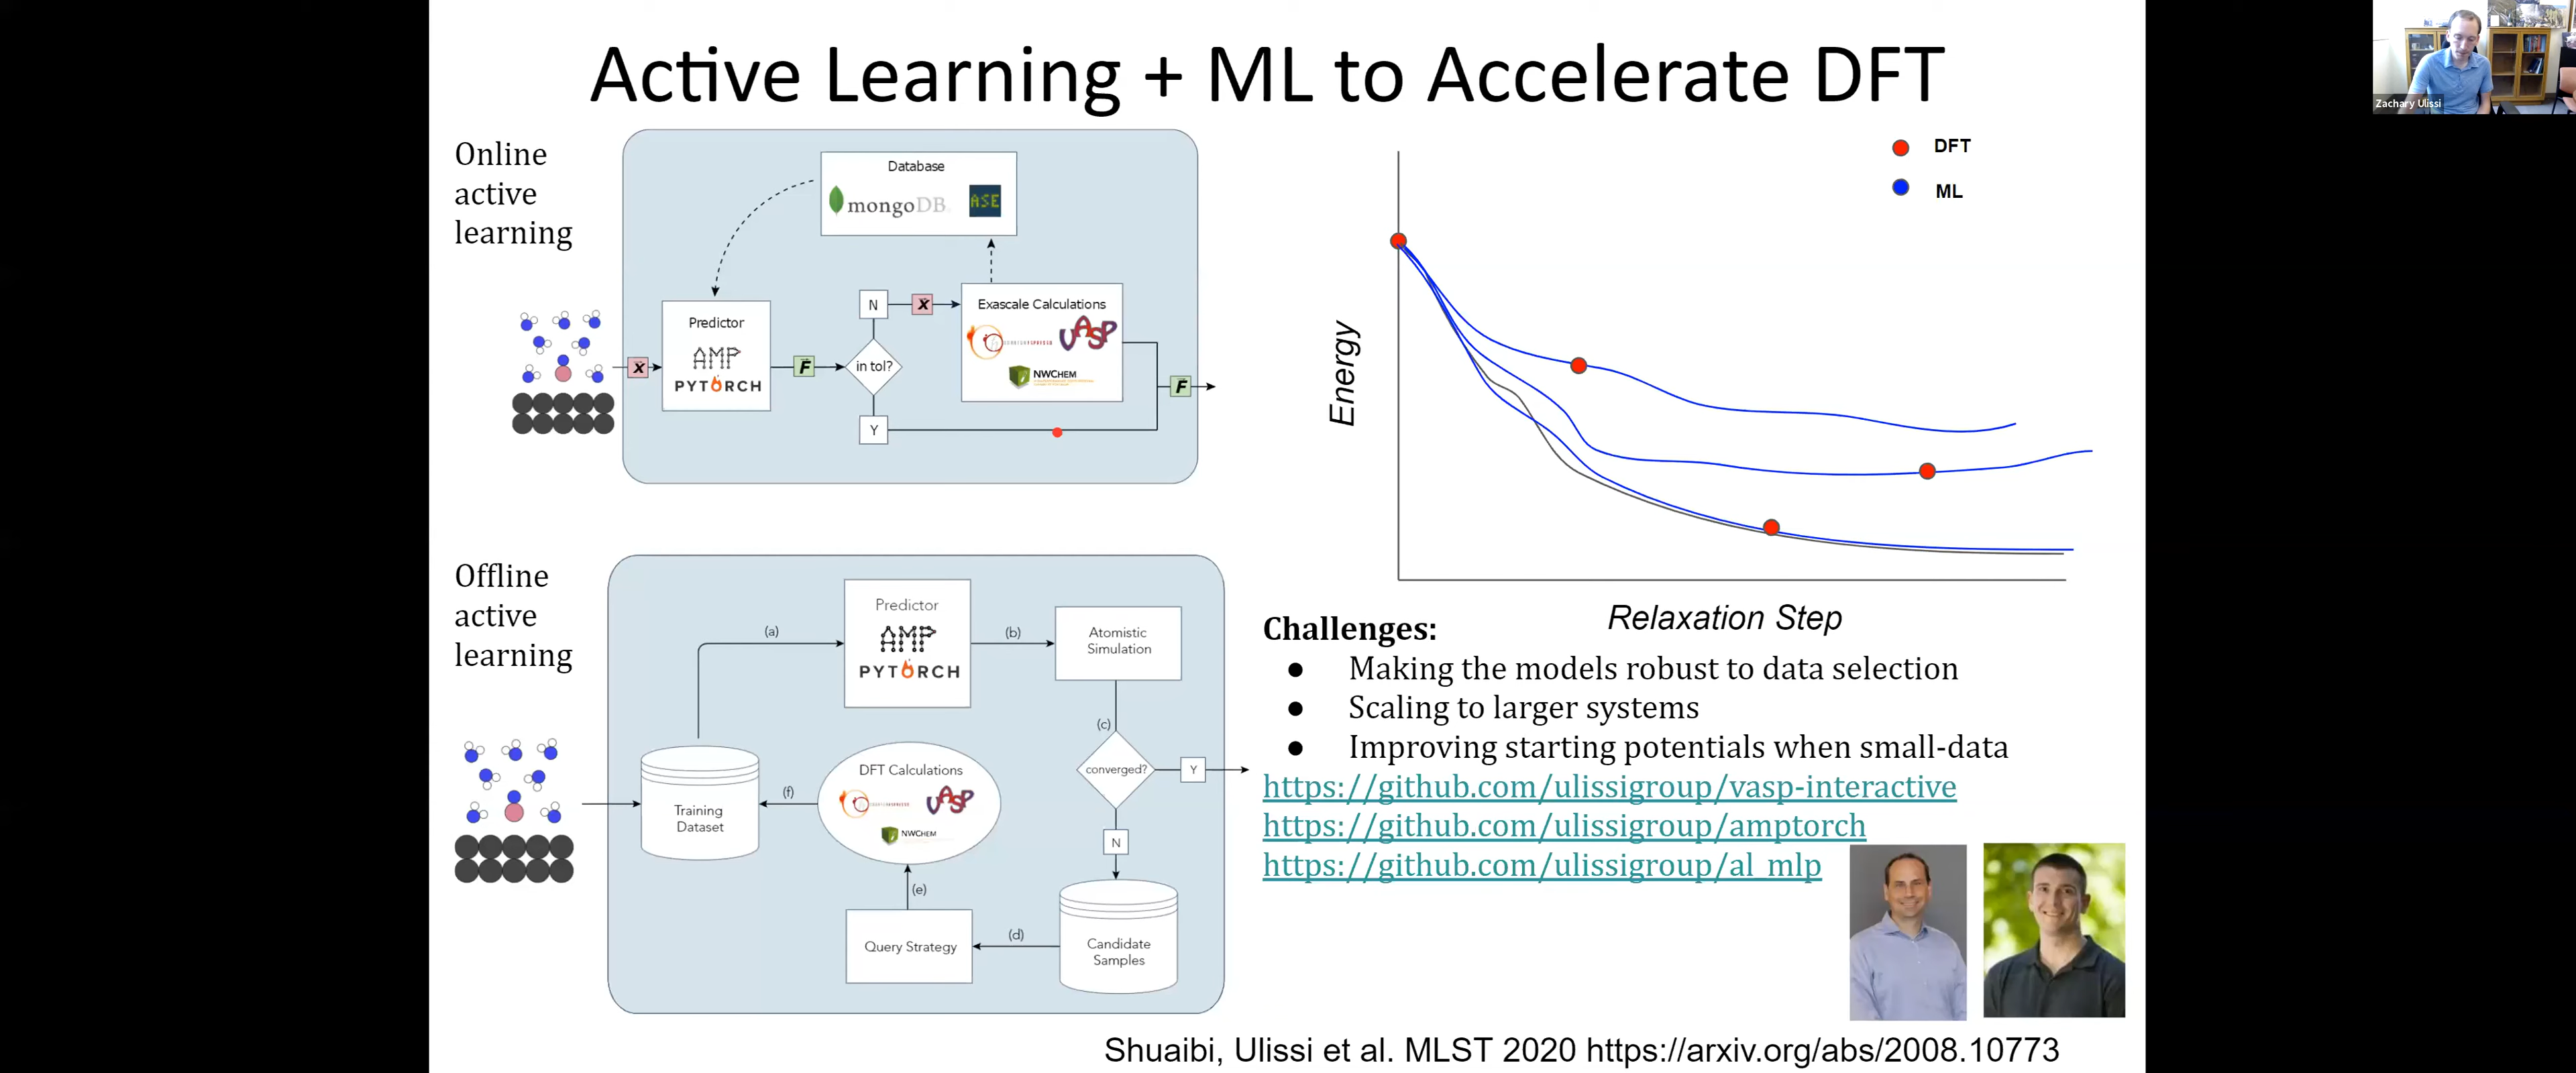 Active Learning + ML to Accelerate DFT
Zachary Ulissi
Online
active
learning
Database
mongoDB
ASE
Predictor
AMP
PYTORCH
X
F
in tol?
N
X
Y
Exascale Calculations
VASP
NWCHEM
F
DFT
ML
Energy
Relaxation Step
Offline
active
learning
(a)
Predictor
AMP
PYTORCH
(b)
Atomistic
Simulation
(c)
converged?
Y
N
Training
Dataset
(f)
DFT Calculations
VASP
NWCHEM
(e)
Query Strategy
(d)
Candidate
Samples
Challenges:
● Making the models robust to data selection
● Scaling to larger systems
● Improving starting potentials when small-data
https://github.com/ulissigroup/vasp-interactive
https://github.com/ulissigroup/amptorch
https://github.com/ulissigroup/al_mlp
Shuaibi, Ulissi et al. MLST 2020 https://arxiv.org/abs/2008.10773